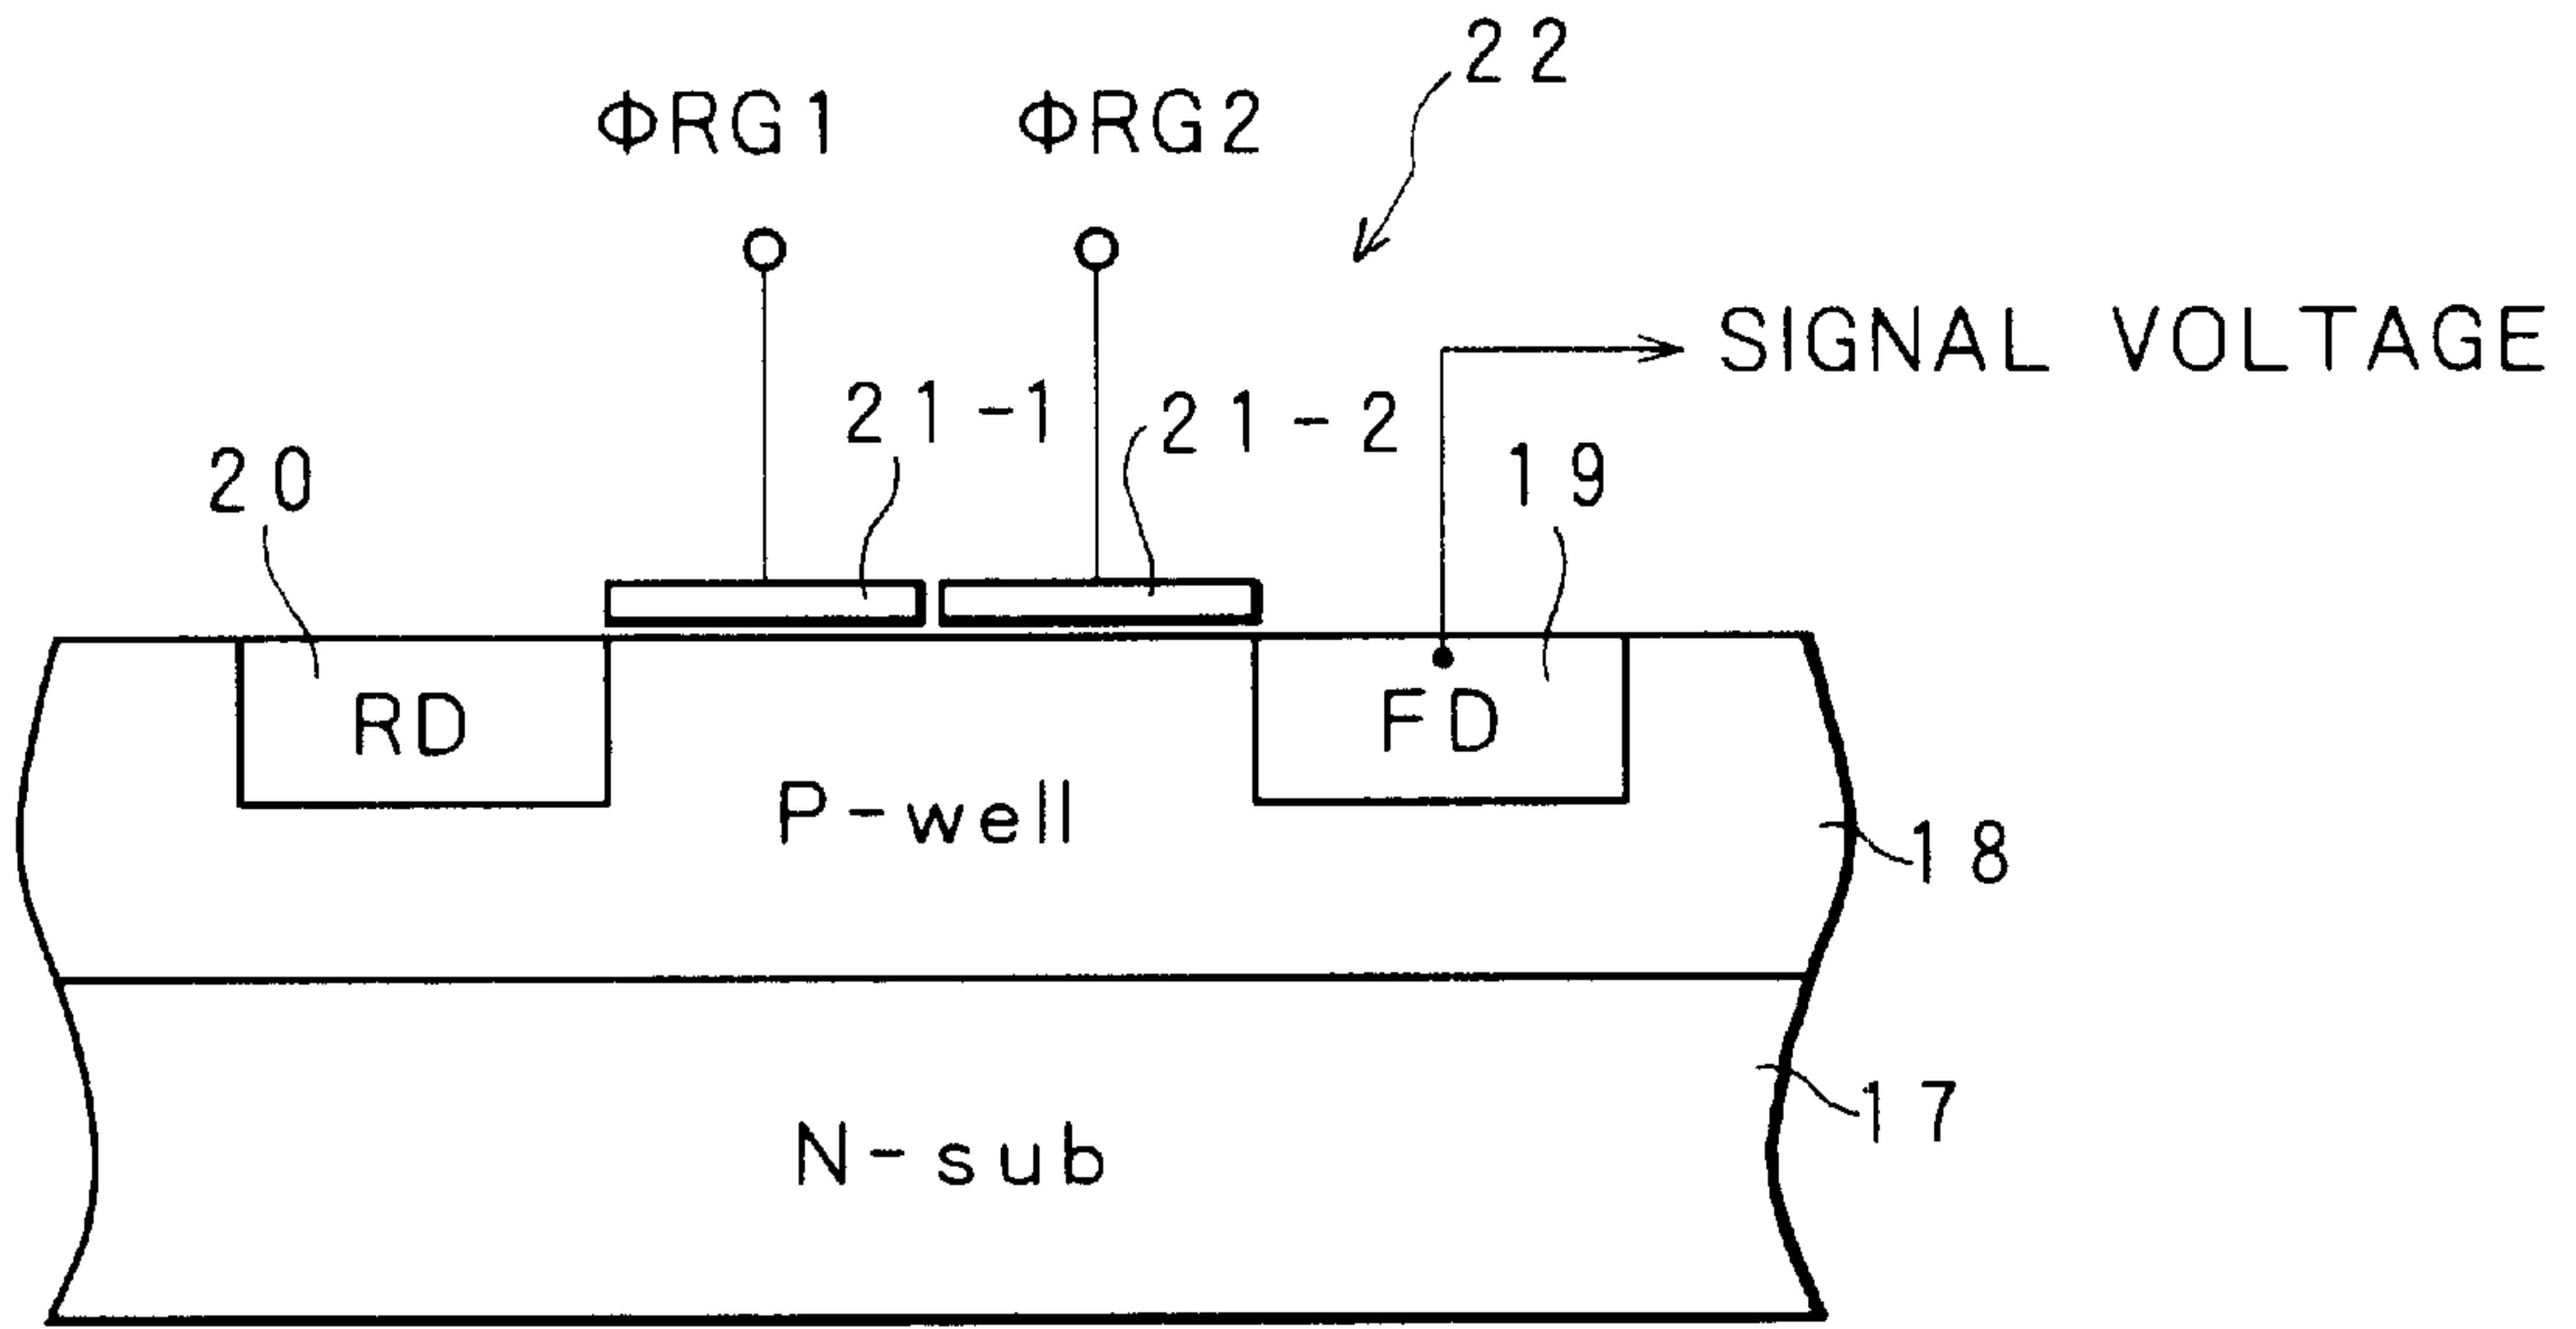 22
ΦRG1 ΦRG2
SIGNAL VOLTAGE
21-1 21-2
20 19
RD FD
P-well
18
17
N-sub